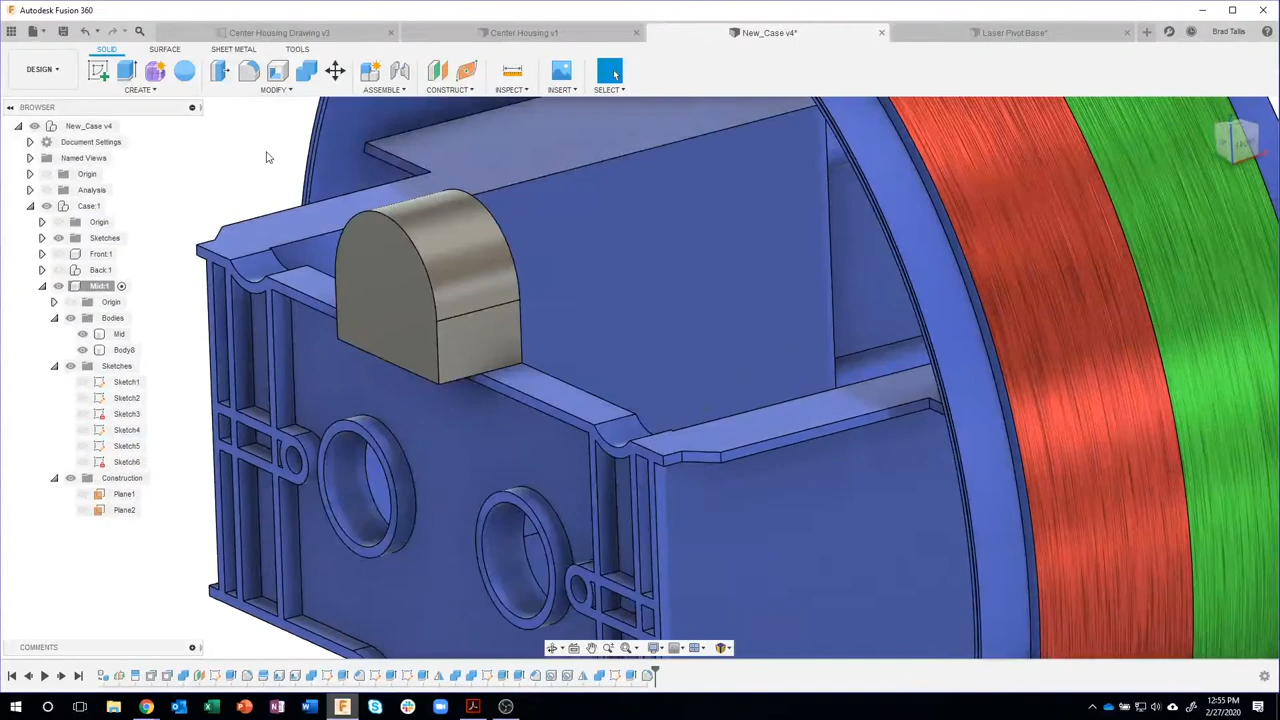 Autodesk Fusion 360
Center Housing Drawing v3
Center Housing v1
New_Case v4*
Laser Pivot Base*
Brad Tallis
SOLID
SURFACE
SHEET METAL
TOOLS
DESIGN
CREATE
MODIFY
ASSEMBLE
CONSTRUCT
INSPECT
INSERT
SELECT
BROWSER
New_Case v4
Document Settings
Named Views
Origin
Analysis
Case:1
Origin
Sketches
Front:1
Back:1
Mid:1
Origin
Bodies
Mid
Body8
Sketches
Sketch1
Sketch2
Sketch3
Sketch4
Sketch5
Sketch6
Construction
Plane1
Plane2
COMMENTS
12:55 PM
2/27/2020